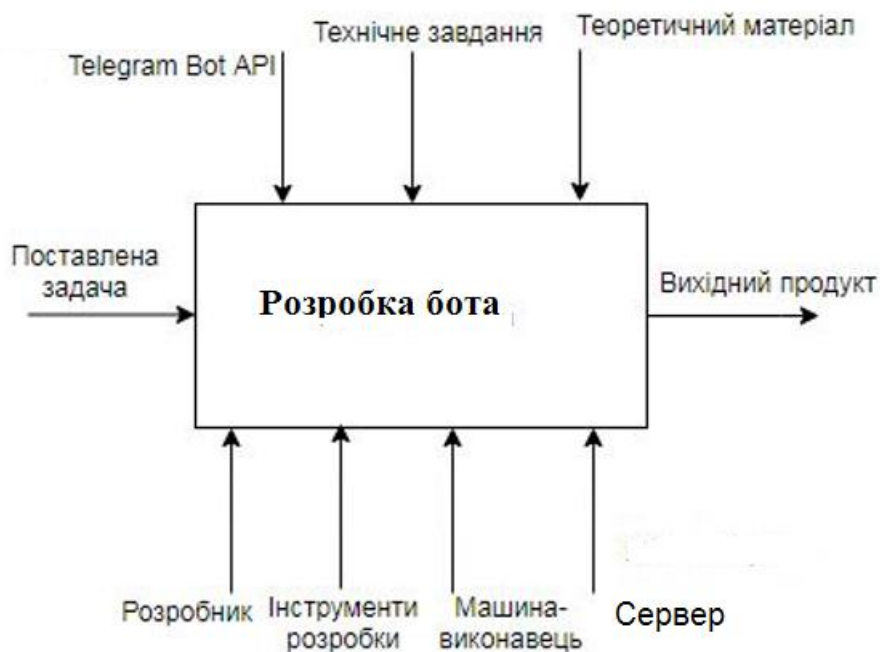 Технічне завдання
Теоретичний матеріал
Telegram Bot API
Поставлена
задача
Розробка бота
Вихідний продукт
Розробник
Інструменти
розробки
Машина-
виконавець
Сервер